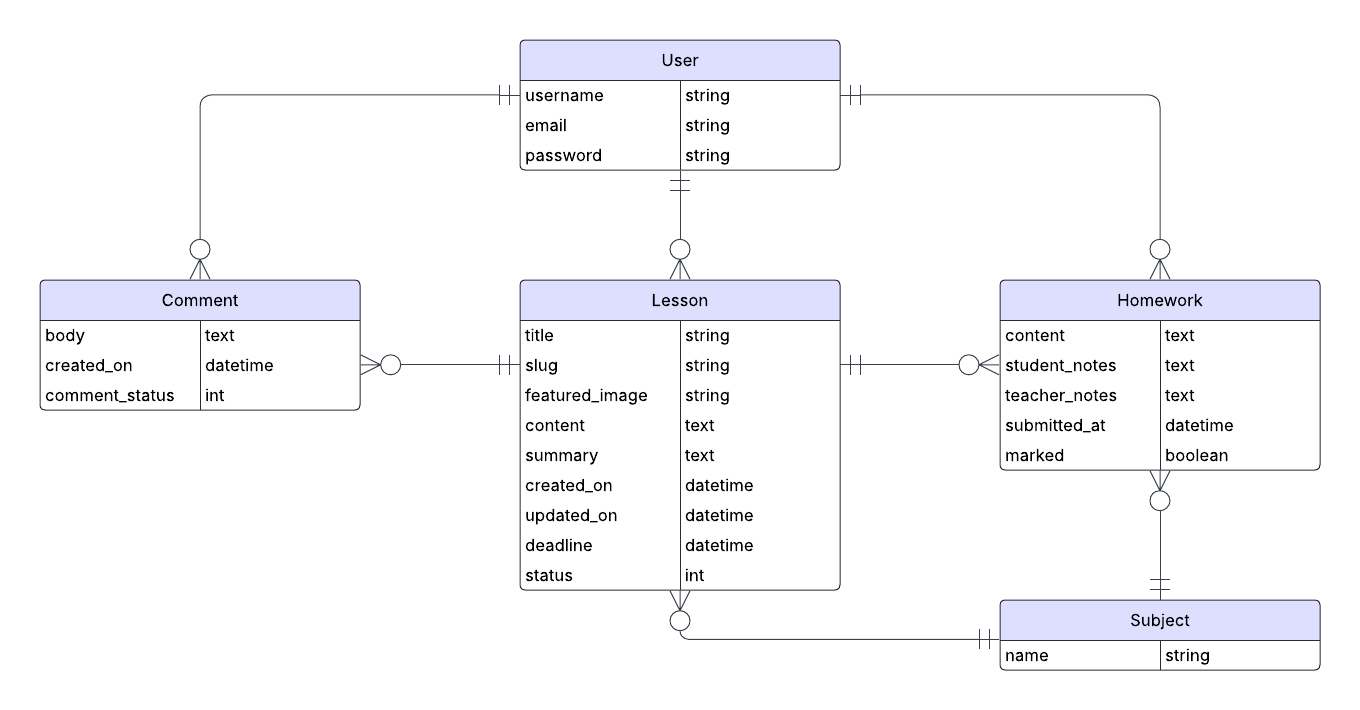 User
username string
email string
password string
Comment
body text
created_on datetime
comment_status int
Lesson
title string
slug string
featured_image string
content text
summary text
created_on datetime
updated_on datetime
deadline datetime
status int
Homework
content text
student_notes text
teacher_notes text
submitted_at datetime
marked boolean
Subject
name string